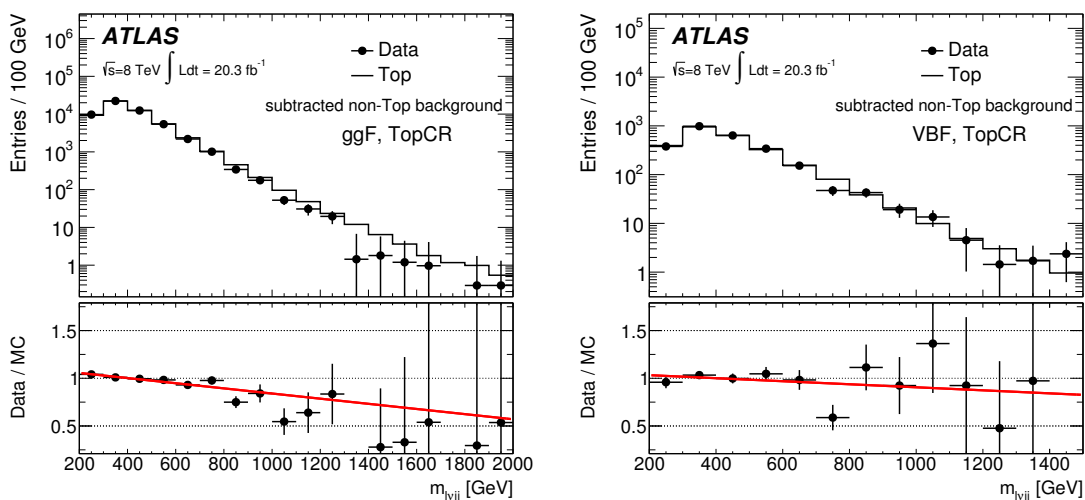 Entries / 100 GeV
10⁶
10⁵
10⁴
10³
10²
10
1
ATLAS
√s=8 TeV ∫ Ldt = 20.3 fb⁻¹
Data
Top
subtracted non-Top background
ggF, TopCR
Data / MC
1.5
1
0.5
200 400 600 800 1000 1200 1400 1600 1800 2000
m_lνjj [GeV]
Entries / 100 GeV
10⁵
10⁴
10³
10²
10
1
ATLAS
√s=8 TeV ∫ Ldt = 20.3 fb⁻¹
Data
Top
subtracted non-Top background
VBF, TopCR
Data / MC
1.5
1
0.5
200 400 600 800 1000 1200 1400
m_lνjj [GeV]